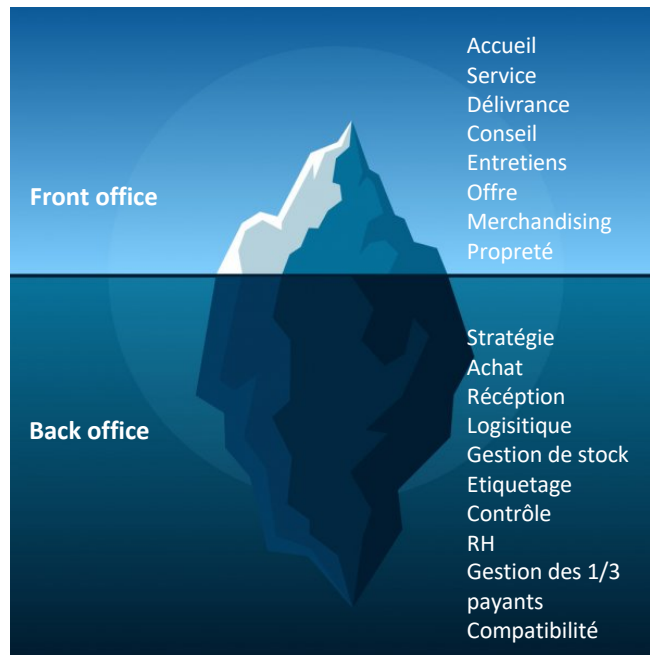 Accueil
Service
Délivrance
Conseil
Entretiens
Offre
Merchandising
Propreté
Front office
Stratégie
Achat
Récéption
Logisitique
Gestion de stock
Etiquetage
Contrôle
RH
Gestion des 1/3
payants
Compatibilité
Back office